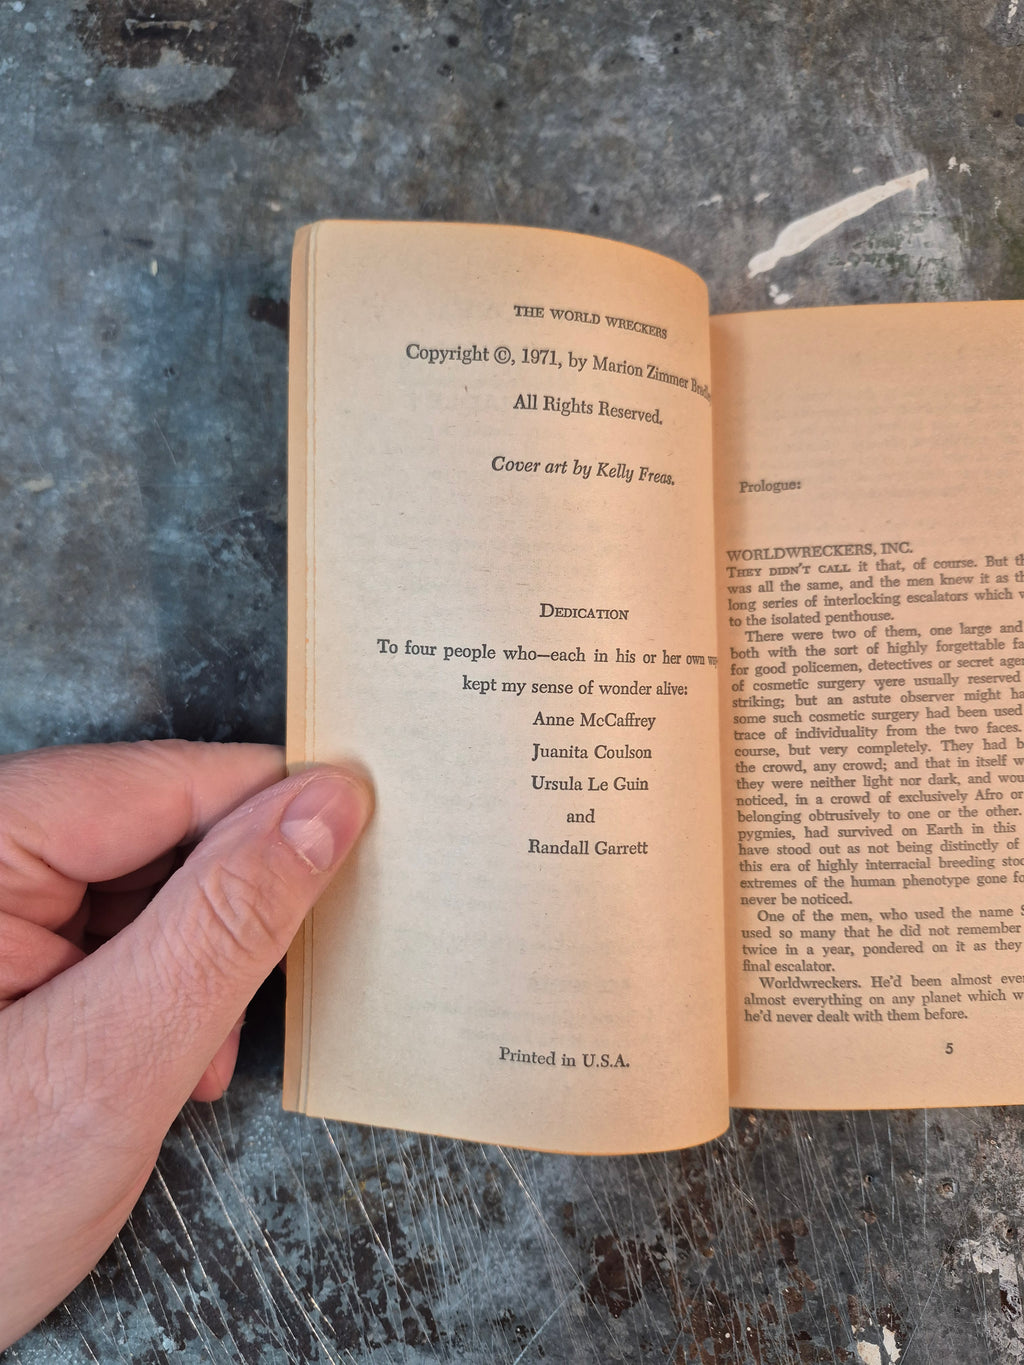 THE WORLD WRECKERS
Copyright ©, 1971, by Marion Zimmer
All Rights Reserved.
Cover art by Kelly Freas.
DEDICATION
To four people who—each in his or her own
kept my sense of wonder alive:
Anne McCaffrey
Juanita Coulson
Ursula Le Guin
and
Randall Garrett
Printed in U.S.A.
Prologue:
WORLDWRECKERS, INC.
THEY DIDN'T CALL it that, of course. But
was all the same, and the men knew it as
long series of interlocking escalators which
to the isolated penthouse.
There were two of them, one large and
both with the sort of highly forgettable
for good policemen, detectives or secret
of cosmetic surgery were usually reserved
striking; but an astute observer might
some such cosmetic surgery had been used
trace of individuality from the two faces.
course, but very completely. They had
the crowd, any crowd; and that in itself
they were neither light nor dark, and
noticed, in a crowd of exclusively Afro or
belonging obtrusively to one or the other.
pygmies, had survived on Earth in this
have stood out as not being distinctly of
this era of highly interracial breeding
extremes of the human phenotype gone
never be noticed.
One of the men, who used the name
used so many that he did not remember
twice in a year, pondered on it as they
final escalator.
Worldwreckers. He'd been almost
almost everything on any planet which
he'd never dealt with them before.
5